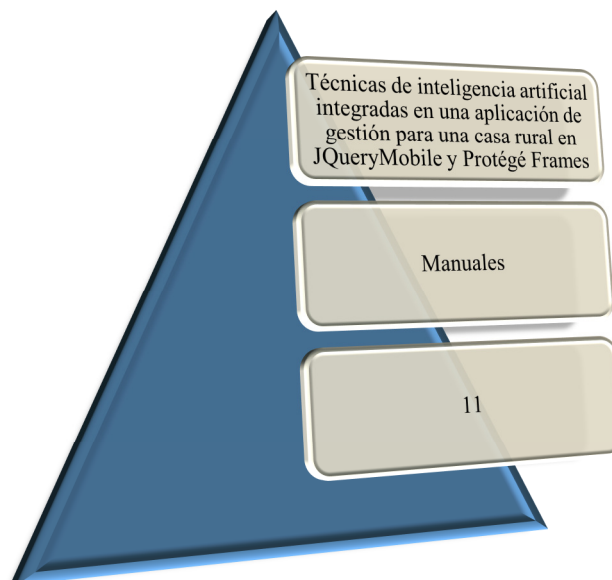 Técnicas de inteligencia artificial
integradas en una aplicación de
gestión para una casa rural en
JQueryMobile y Protégé Frames
Manuales
11